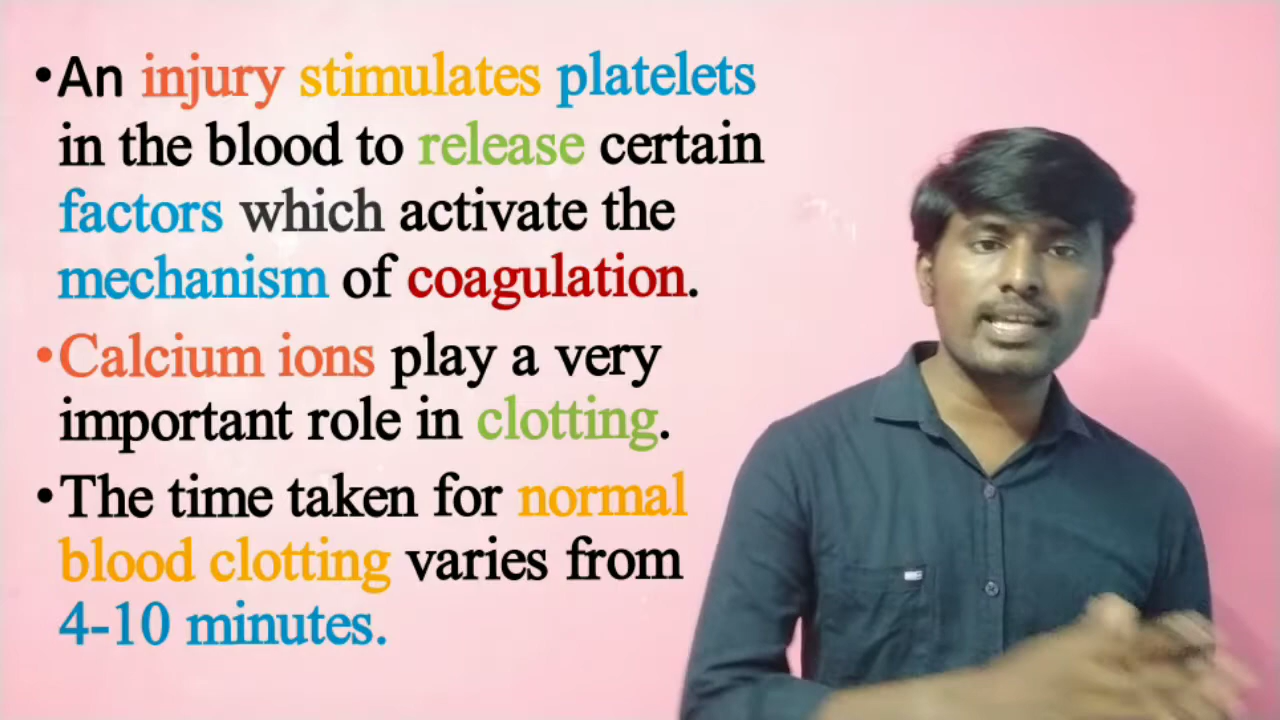 •An injury stimulates platelets
in the blood to release certain
factors which activate the
mechanism of coagulation.
•Calcium ions play a very
important role in clotting.
•The time taken for normal
blood clotting varies from
4-10 minutes.